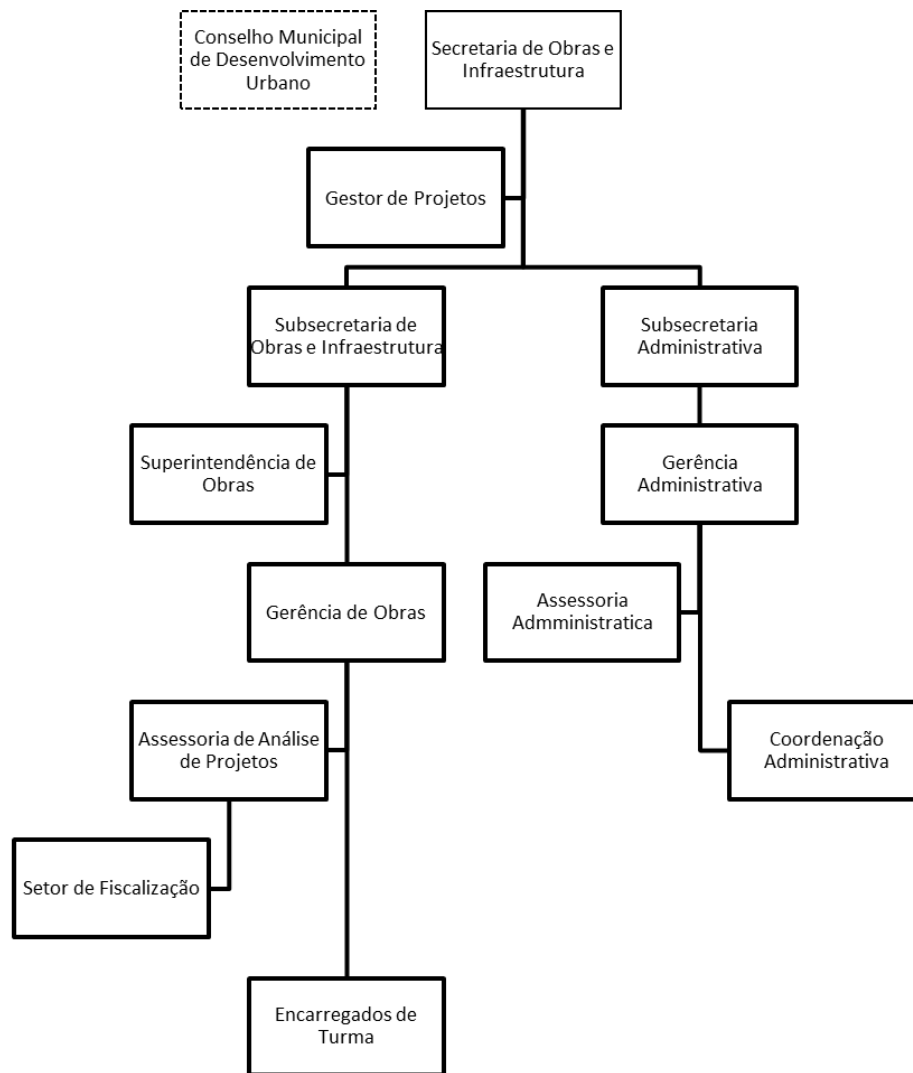 Conselho Municipal
de Desenvolvimento
Urbano
Secretaria de Obras e
Infraestrutura
Gestor de Projetos
Subsecretaria de
Obras e Infraestrutura
Subsecretaria
Administrativa
Superintendência de
Obras
Gerência
Administrativa
Gerência de Obras
Assessoria
Admministratica
Assessoria de Análise
de Projetos
Coordenação
Administrativa
Setor de Fiscalização
Encarregados de
Turma